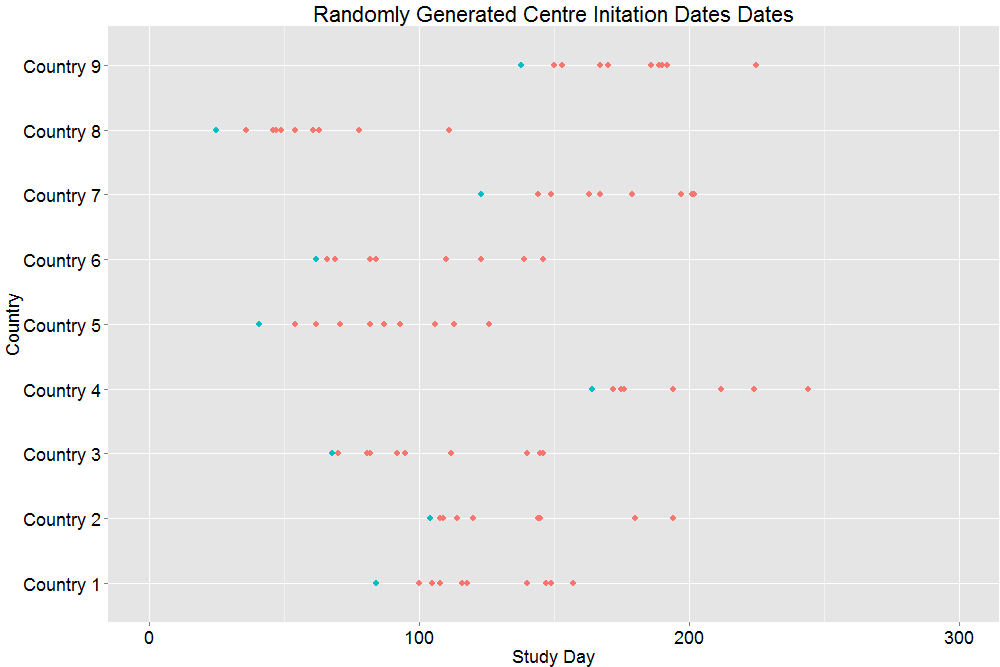 Randomly Generated Centre Initation Dates Dates
Country 9
Country 8
Country 7
Country 6
Country 5
Country 4
Country 3
Country 2
Country 1
Country
0 100 200 300
Study Day